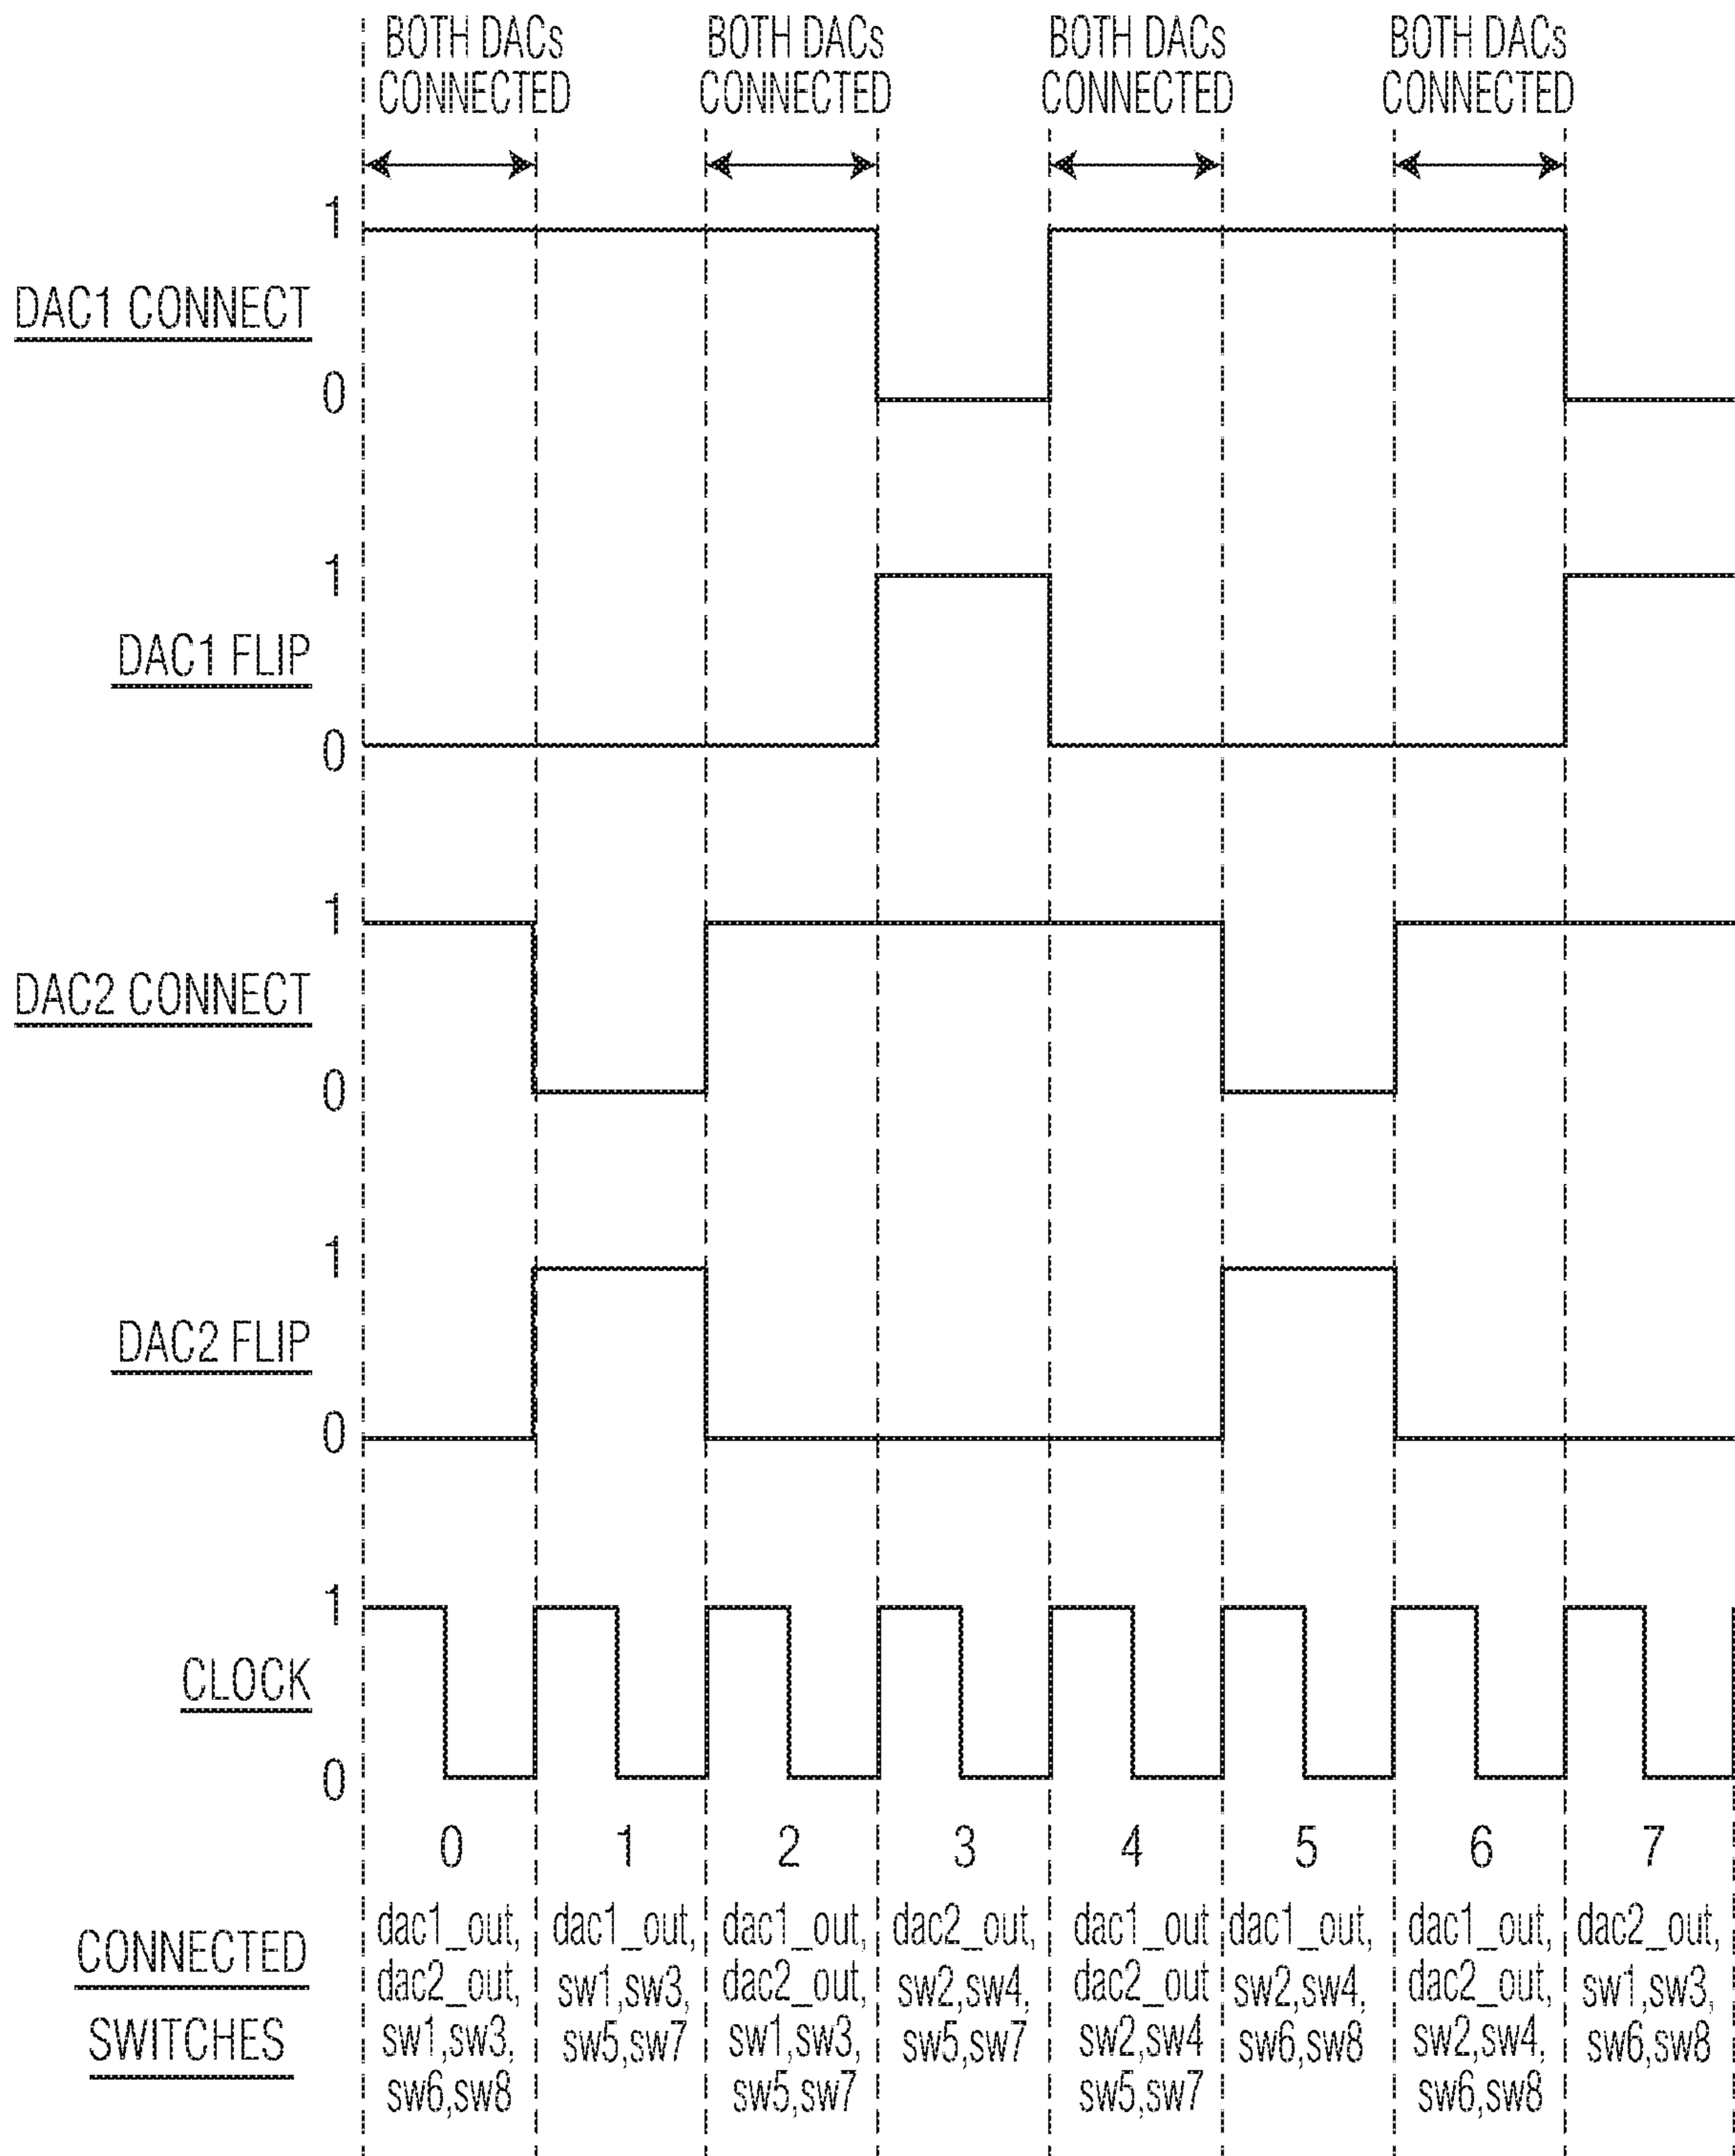 BOTH DACs
CONNECTED
BOTH DACs
CONNECTED
BOTH DACs
CONNECTED
BOTH DACs
CONNECTED
1
DAC1 CONNECT
0
1
DAC1 FLIP
0
1
DAC2 CONNECT
0
1
DAC2 FLIP
0
1
CLOCK
0
0 1 2 3 4 5 6 7
CONNECTED
SWITCHES
dac1_out,
dac2_out,
sw1,sw3,
sw6,sw8
dac1_out,
sw1,sw3,
sw5,sw7
dac1_out,
dac2_out,
sw1,sw3,
sw5,sw7
dac2_out,
sw2,sw4,
sw5,sw7
dac1_out
dac2_out
sw2,sw4
sw5,sw7
dac1_out,
sw2,sw4,
sw6,sw8
dac1_out,
dac2_out,
sw2,sw4,
sw6,sw8
dac2_out,
sw1,sw3,
sw6,sw8